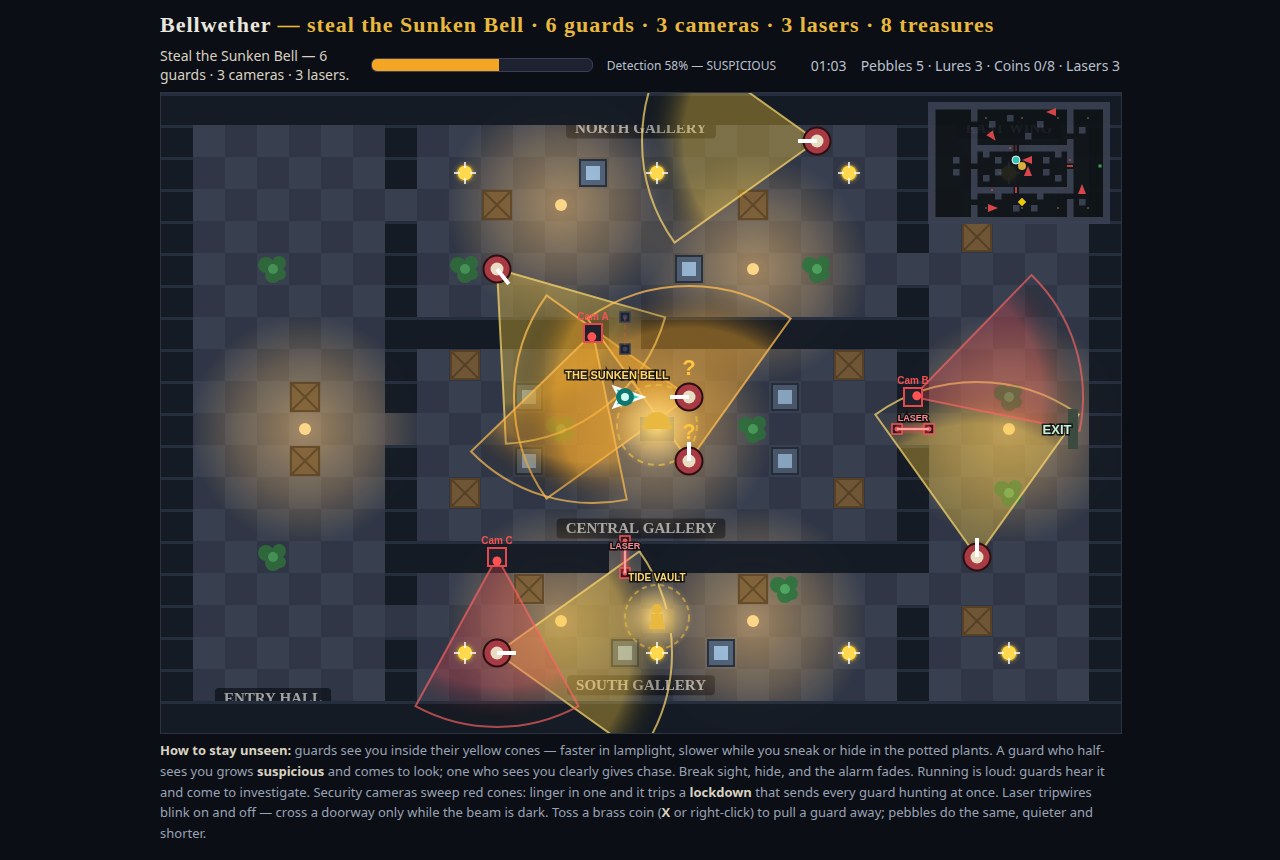 Bellwether — steal the Sunken Bell · 6 guards · 3 cameras · 3 lasers · 8 treasures
Steal the Sunken Bell — 6
guards · 3 cameras · 3 lasers.
Detection 58% — SUSPICIOUS
01:03
Pebbles 5 · Lures 3 · Coins 0/8 · Lasers 3
NORTH GALLERY
EAST WING
Cam A
THE SUNKEN BELL
?
?
Cam B
LASER
EXIT
CENTRAL GALLERY
Cam C
LASER
TIDE VAULT
SOUTH GALLERY
ENTRY HALL
How to stay unseen: guards see you inside their yellow cones — faster in lamplight, slower while you sneak or hide in the potted plants. A guard who half-
sees you grows suspicious and comes to look; one who sees you clearly gives chase. Break sight, hide, and the alarm fades. Running is loud: guards hear it
and come to investigate. Security cameras sweep red cones: linger in one and it trips a lockdown that sends every guard hunting at once. Laser tripwires
blink on and off — cross a doorway only while the beam is dark. Toss a brass coin (X or right-click) to pull a guard away; pebbles do the same, quieter and
shorter.